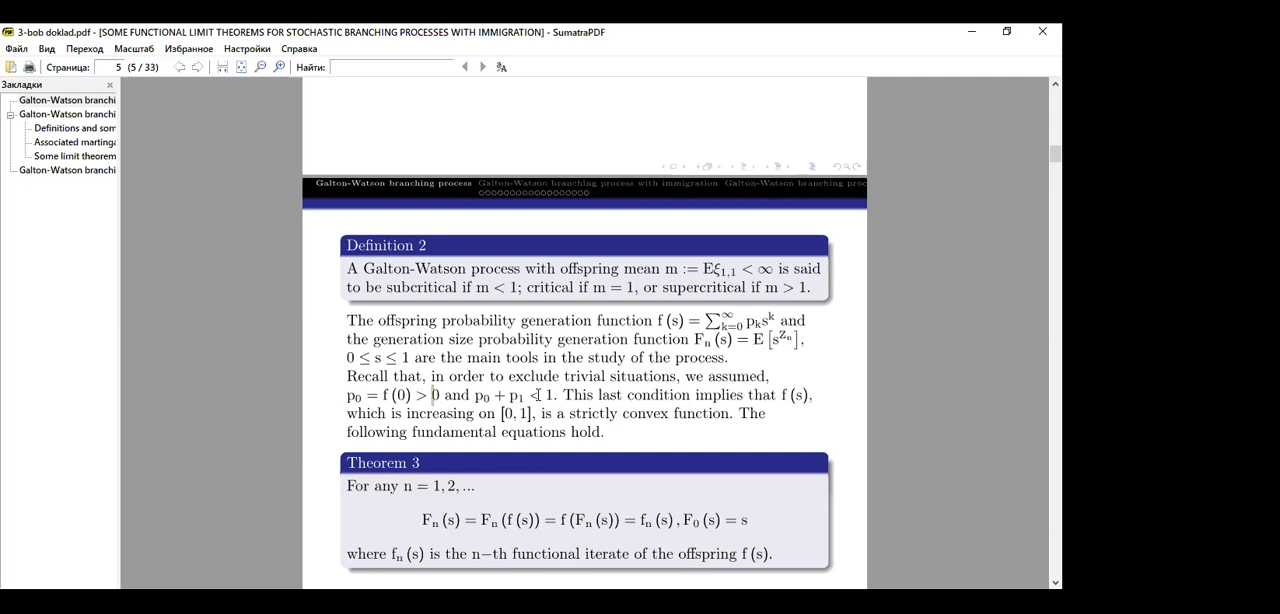 3-bob doklad.pdf - [SOME FUNCTIONAL LIMIT THEOREMS FOR STOCHASTIC BRANCHING PROCESSES WITH IMMIGRATION] - SumatraPDF
Файл Вид Переход Масштаб Избранное Настройки Справка
Страница: 5 (5 / 33) Найти:
Закладки
Galton-Watson branchi
Galton-Watson branchi
Definitions and som
Associated marting
Some limit theorem
Galton-Watson branchi
Galton-Watson branching process Galton-Watson branching process with immigration Galton-Watson branching proc
Definition 2
A Galton-Watson process with offspring mean m := Eξ₁,₁ < ∞ is said
to be subcritical if m < 1; critical if m = 1, or supercritical if m > 1.
The offspring probability generation function f (s) = ∑_{k=0}^{∞} p_k s^k and
the generation size probability generation function F_n (s) = E [s^{Z_n}],
0 ≤ s ≤ 1 are the main tools in the study of the process.
Recall that, in order to exclude trivial situations, we assumed,
p₀ = f (0) > 0 and p₀ + p₁ < 1. This last condition implies that f (s),
which is increasing on [0, 1], is a strictly convex function. The
following fundamental equations hold.
Theorem 3
For any n = 1, 2, ...
F_n (s) = F_n (f (s)) = f (F_n (s)) = f_n (s) , F₀ (s) = s
where f_n (s) is the n−th functional iterate of the offspring f (s).